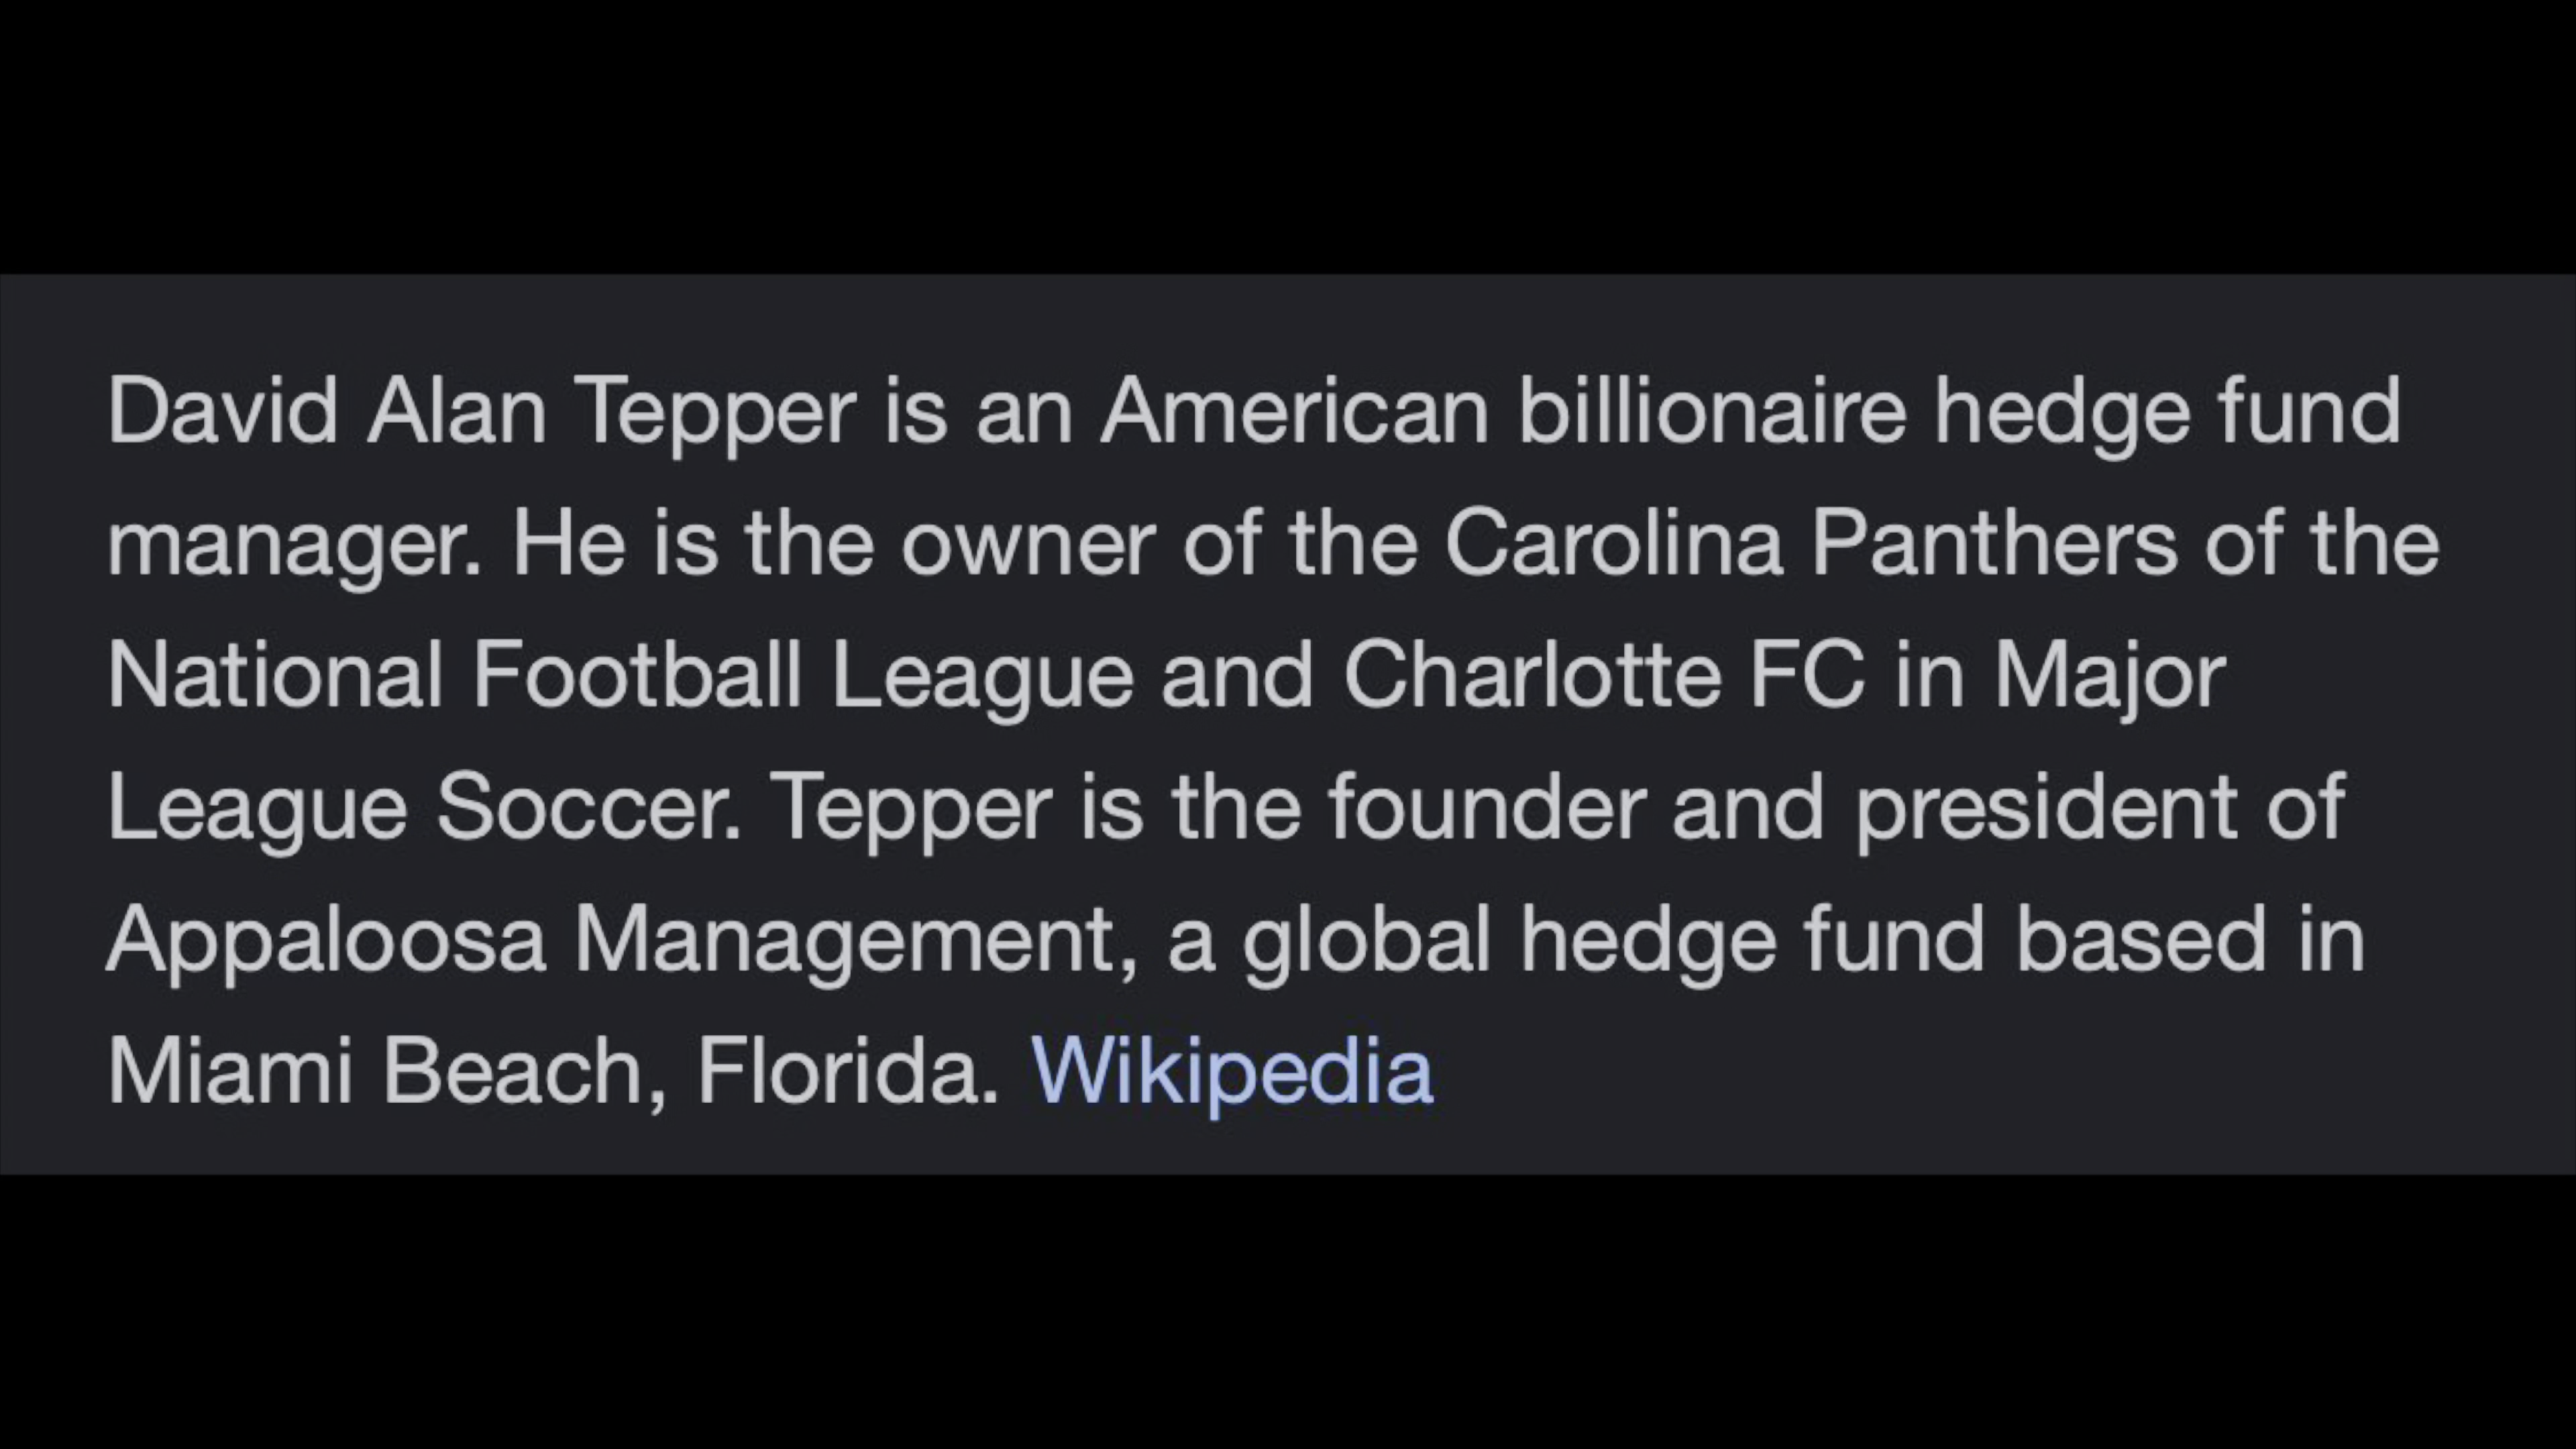 David Alan Tepper is an American billionaire hedge fund
manager. He is the owner of the Carolina Panthers of the
National Football League and Charlotte FC in Major
League Soccer. Tepper is the founder and president of
Appaloosa Management, a global hedge fund based in
Miami Beach, Florida. Wikipedia